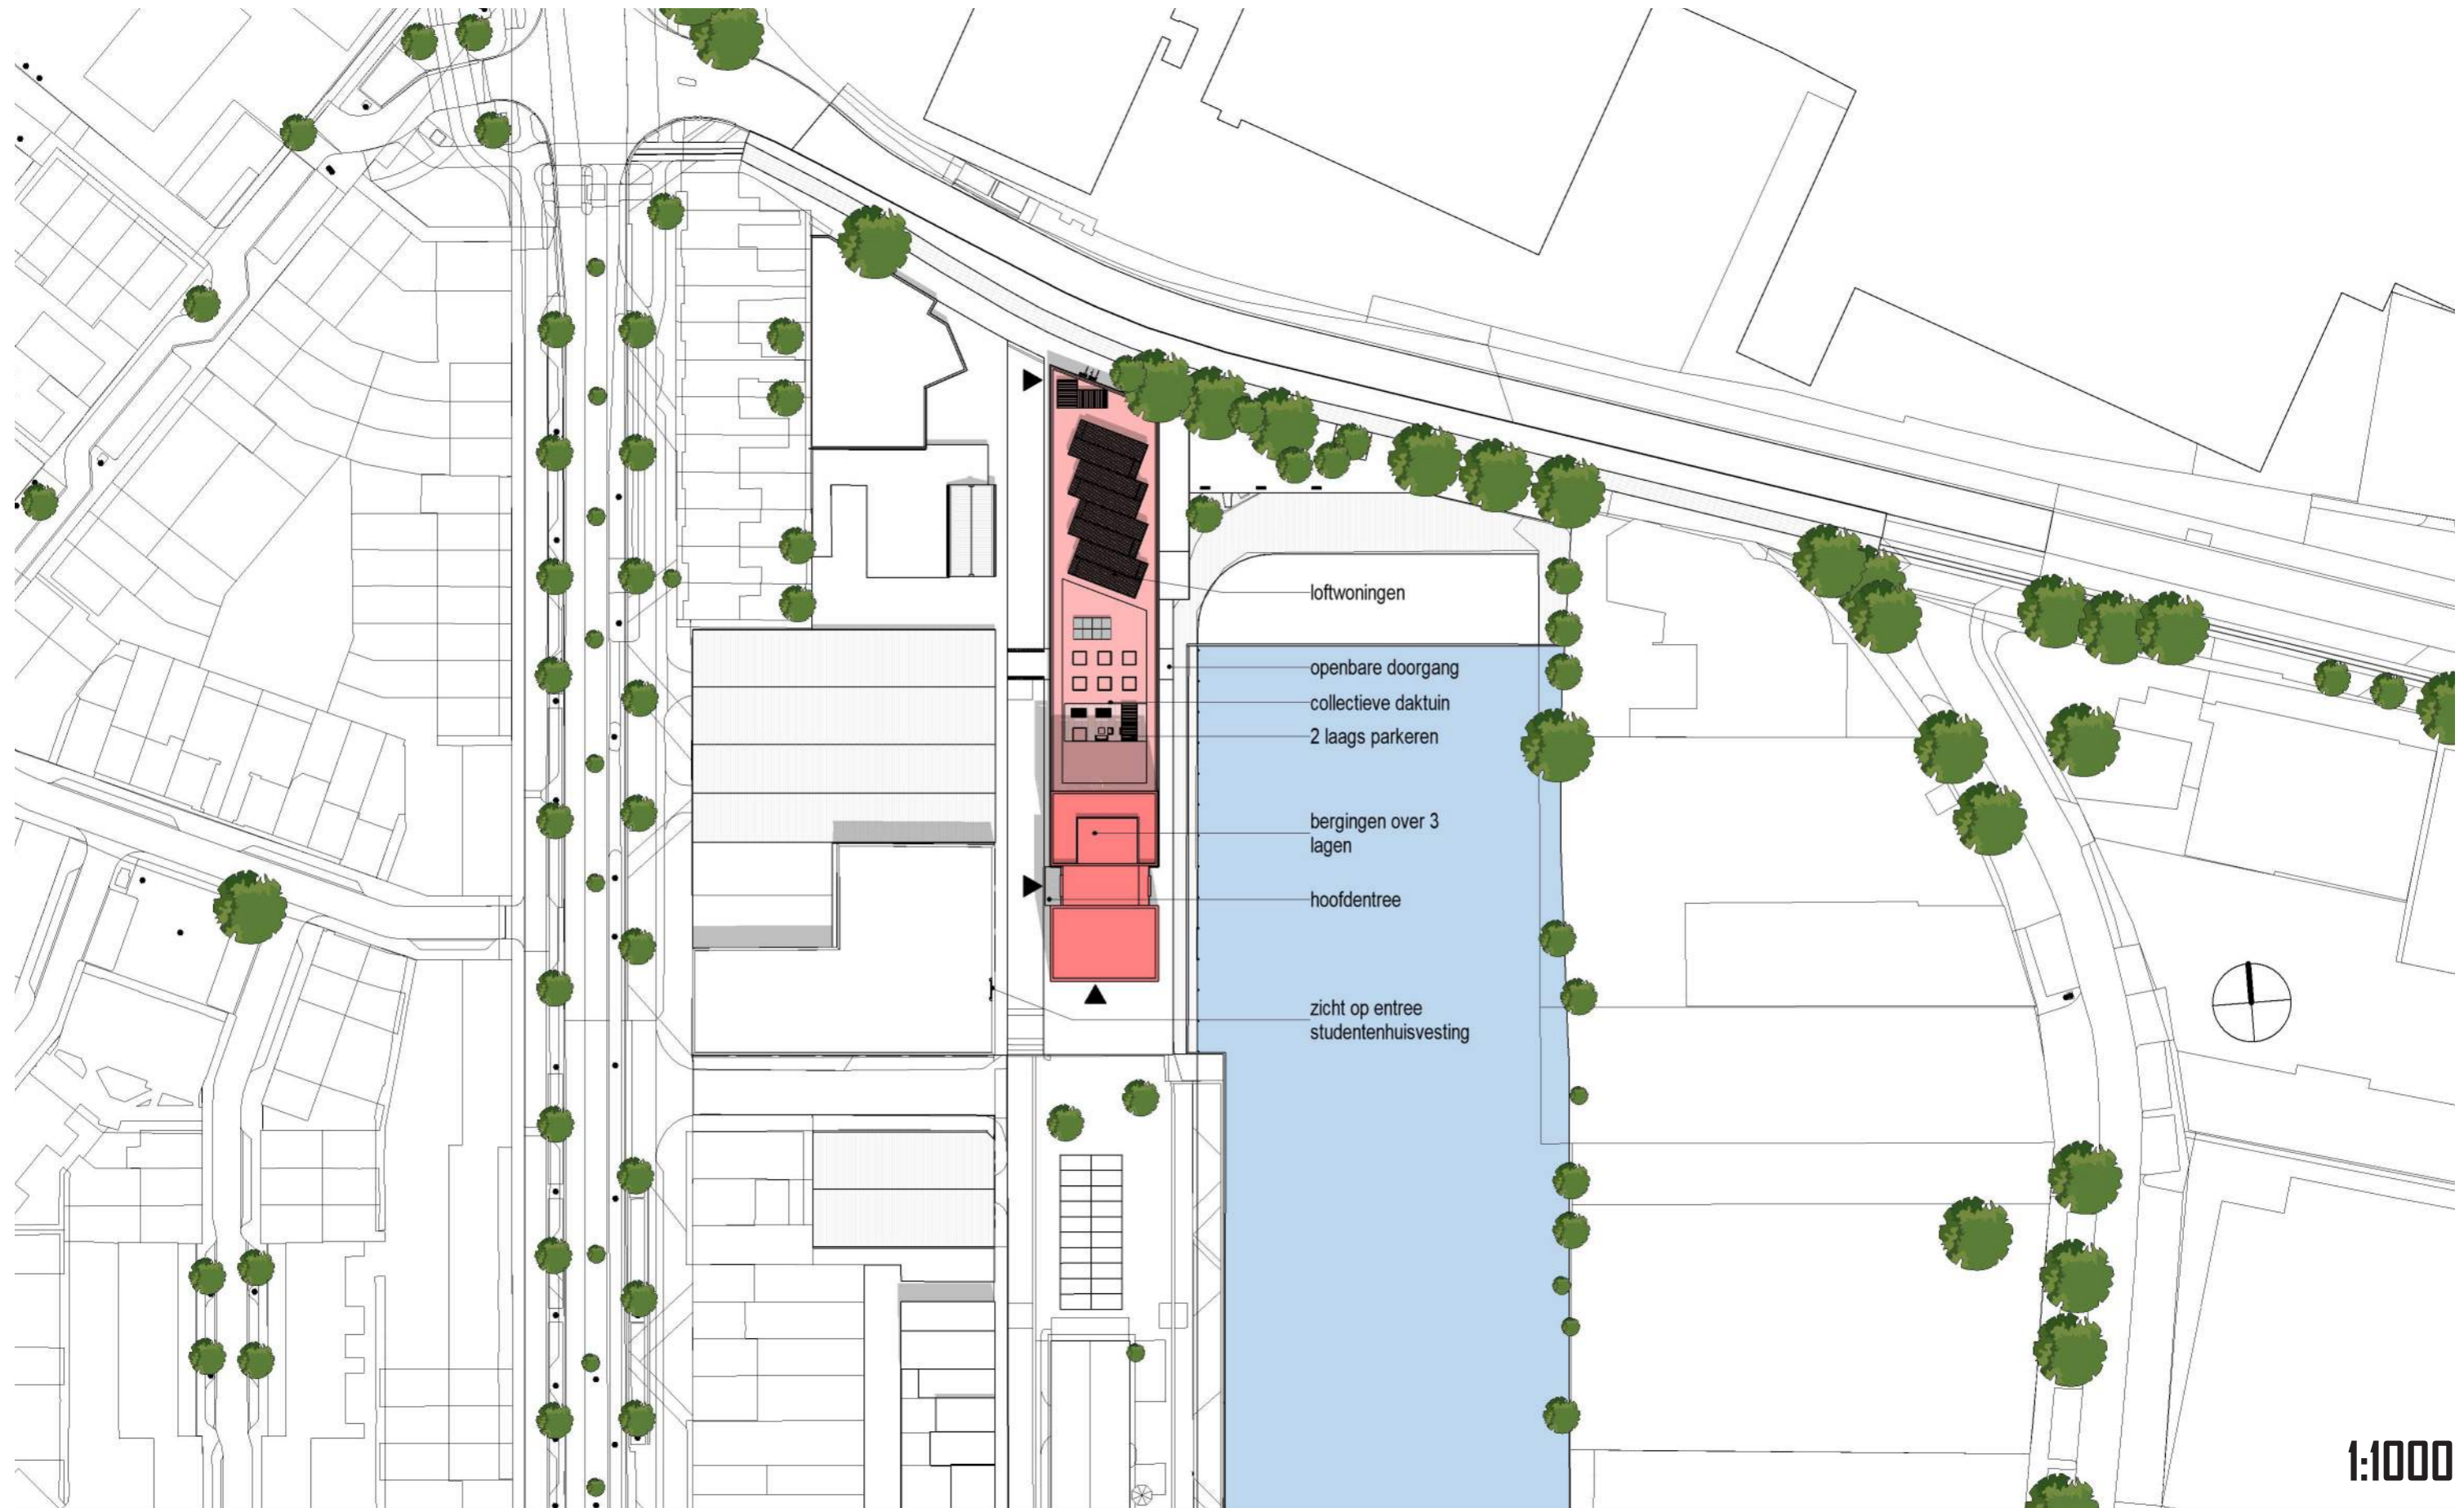 loftwoningen
openbare doorgang
collectieve daktuin
2 laags parkeren
bergingen over 3
lagen
hoofdentree
zicht op entree
studentenhuisvesting
1:1000